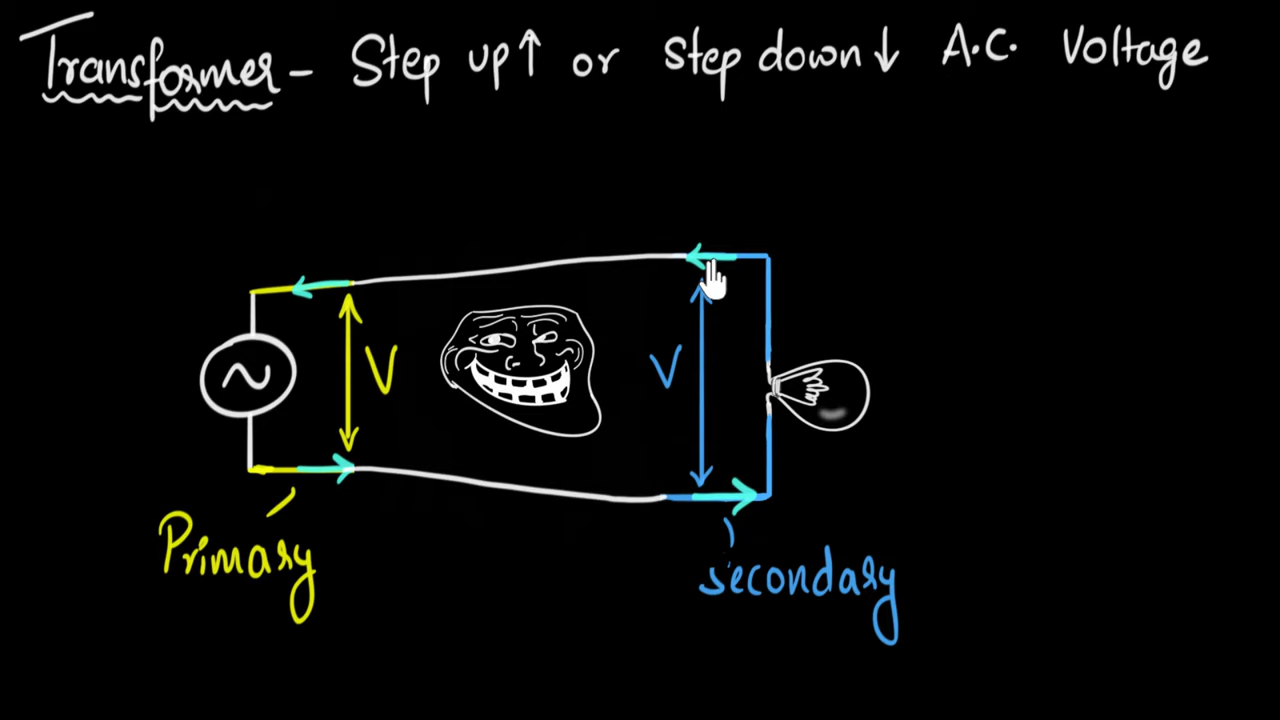 Transformer - Step up↑ or step down↓ A.C. Voltage
V
V
Primary
secondary